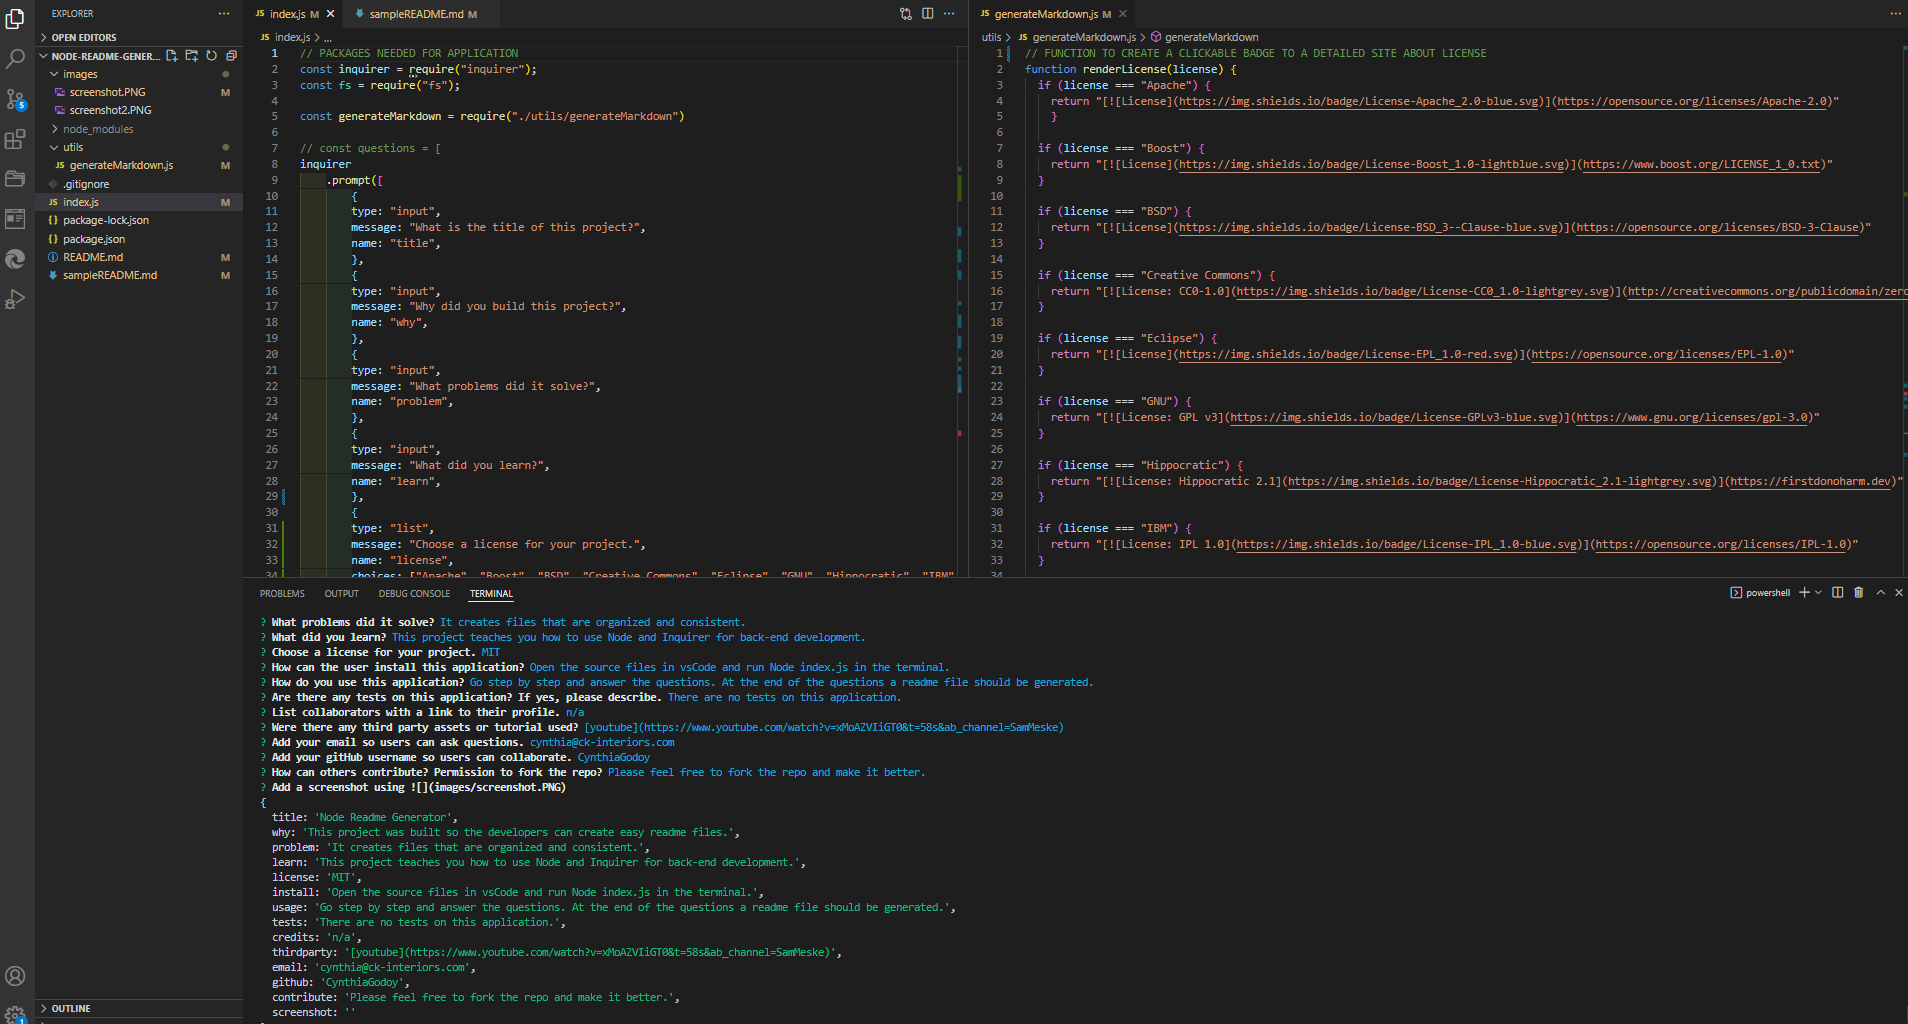 EXPLORER
OPEN EDITORS
NODE-README-GENER...
images
screenshot.PNG M
screenshot2.PNG
node_modules
utils
JS generateMarkdown.js M
.gitignore
JS index.js M
{} package-lock.json
{} package.json
README.md M
sampleREADME.md M
OUTLINE
5
1
JS index.js M
sampleREADME.md M
JS index.js > ...
1 // PACKAGES NEEDED FOR APPLICATION
2 const inquirer = require("inquirer");
3 const fs = require("fs");
4
5 const generateMarkdown = require("./utils/generateMarkdown")
6
7 // const questions = [
8 inquirer
9 .prompt([
10 {
11 type: "input",
12 message: "What is the title of this project?",
13 name: "title",
14 },
15 {
16 type: "input",
17 message: "Why did you build this project?",
18 name: "why",
19 },
20 {
21 type: "input",
22 message: "What problems did it solve?",
23 name: "problem",
24 },
25 {
26 type: "input",
27 message: "What did you learn?",
28 name: "learn",
29 },
30 {
31 type: "list",
32 message: "Choose a license for your project.",
33 name: "license",
34 choices: ["Apache", "Boost", "BSD", "Creative Commons", "Eclipse", "GNU", "Hippocratic", "IBM"
JS generateMarkdown.js M
utils > JS generateMarkdown.js > generateMarkdown
1 // FUNCTION TO CREATE A CLICKABLE BADGE TO A DETAILED SITE ABOUT LICENSE
2 function renderLicense(license) {
3 if (license === "Apache") {
4 return "[![License](https://img.shields.io/badge/License-Apache_2.0-blue.svg)](https://opensource.org/licenses/Apache-2.0)"
5 }
6
7 if (license === "Boost") {
8 return "[![License](https://img.shields.io/badge/License-Boost_1.0-lightblue.svg)](https://www.boost.org/LICENSE_1_0.txt)"
9 }
10
11 if (license === "BSD") {
12 return "[![License](https://img.shields.io/badge/License-BSD_3--Clause-blue.svg)](https://opensource.org/licenses/BSD-3-Clause)"
13 }
14
15 if (license === "Creative Commons") {
16 return "[![License: CC0-1.0](https://img.shields.io/badge/License-CC0_1.0-lightgrey.svg)](http://creativecommons.org/publicdomain/zero
17 }
18
19 if (license === "Eclipse") {
20 return "[![License](https://img.shields.io/badge/License-EPL_1.0-red.svg)](https://opensource.org/licenses/EPL-1.0)"
21 }
22
23 if (license === "GNU") {
24 return "[![License: GPL v3](https://img.shields.io/badge/License-GPLv3-blue.svg)](https://www.gnu.org/licenses/gpl-3.0)"
25 }
26
27 if (license === "Hippocratic") {
28 return "[![License: Hippocratic 2.1](https://img.shields.io/badge/License-Hippocratic_2.1-lightgrey.svg)](https://firstdonoharm.dev)"
29 }
30
31 if (license === "IBM") {
32 return "[![License: IPL 1.0](https://img.shields.io/badge/License-IPL_1.0-blue.svg)](https://opensource.org/licenses/IPL-1.0)"
33 }
34
PROBLEMS OUTPUT DEBUG CONSOLE TERMINAL
powershell
? What problems did it solve? It creates files that are organized and consistent.
? What did you learn? This project teaches you how to use Node and Inquirer for back-end development.
? Choose a license for your project. MIT
? How can the user install this application? Open the source files in vsCode and run Node index.js in the terminal.
? How do you use this application? Go step by step and answer the questions. At the end of the questions a readme file should be generated.
? Are there any tests on this application? If yes, please describe. There are no tests on this application.
? List collaborators with a link to their profile. n/a
? Were there any third party assets or tutorial used? [youtube](https://www.youtube.com/watch?v=xMoAZVIiGT0&t=58s&ab_channel=SamMeske)
? Add your email so users can ask questions. cynthia@ck-interiors.com
? Add your gitHub username so users can collaborate. CynthiaGodoy
? How can others contribute? Permission to fork the repo? Please feel free to fork the repo and make it better.
? Add a screenshot using ![](images/screenshot.PNG)
{
title: 'Node Readme Generator',
why: 'This project was built so the developers can create easy readme files.',
problem: 'It creates files that are organized and consistent.',
learn: 'This project teaches you how to use Node and Inquirer for back-end development.',
license: 'MIT',
install: 'Open the source files in vsCode and run Node index.js in the terminal.',
usage: 'Go step by step and answer the questions. At the end of the questions a readme file should be generated.',
tests: 'There are no tests on this application.',
credits: 'n/a',
thirdparty: '[youtube](https://www.youtube.com/watch?v=xMoAZVIiGT0&t=58s&ab_channel=SamMeske)',
email: 'cynthia@ck-interiors.com',
github: 'CynthiaGodoy',
contribute: 'Please feel free to fork the repo and make it better.',
screenshot: ''